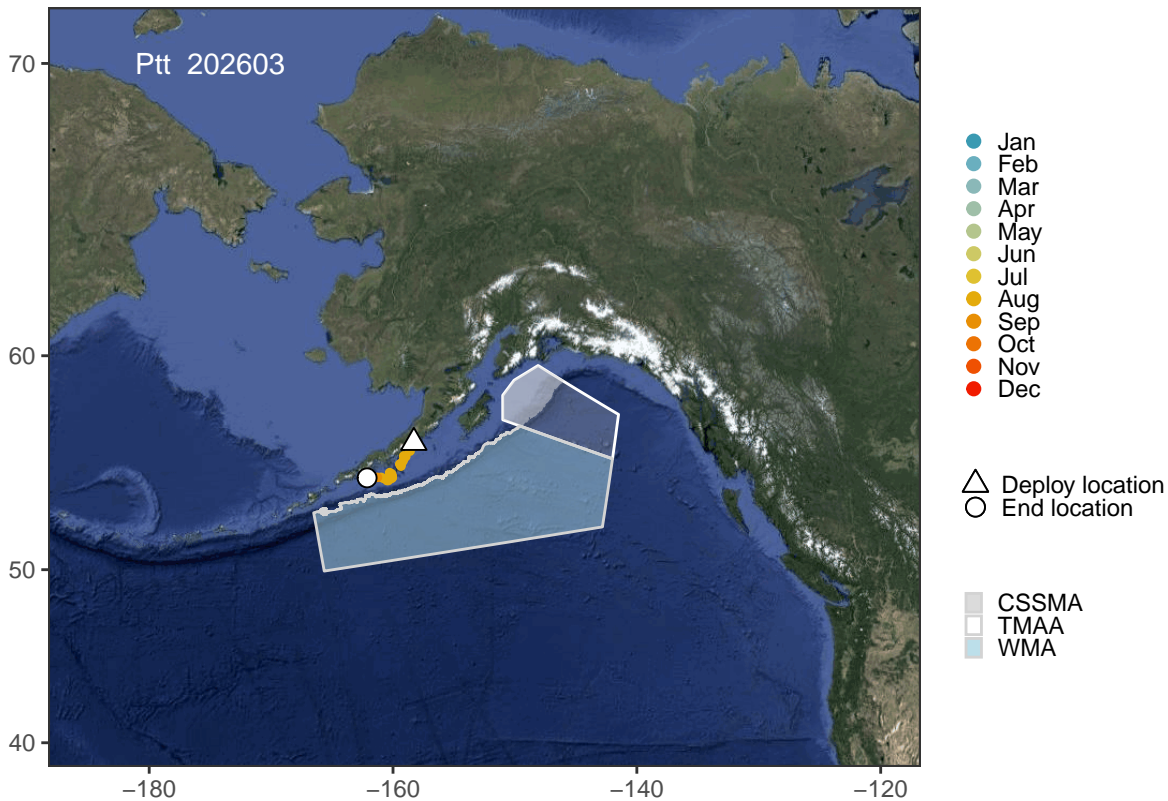 Ptt 202603
70
60
50
40
−180
−160
−140
−120
Jan
Feb
Mar
Apr
May
Jun
Jul
Aug
Sep
Oct
Nov
Dec
Deploy location
End location
CSSMA
TMAA
WMA